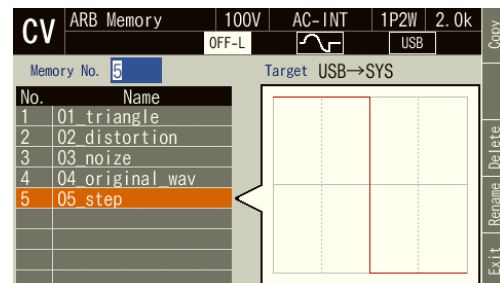 CV ARB Memory 100V AC-INT 1P2W 2.0k
OFF-L USB
Memory No. 5 Target USB→SYS
No. Name
1 01_triangle
2 02_distortion
3 03_noize
4 04_original_wav
5 05_step
Copy
Delete
Rename
Exit